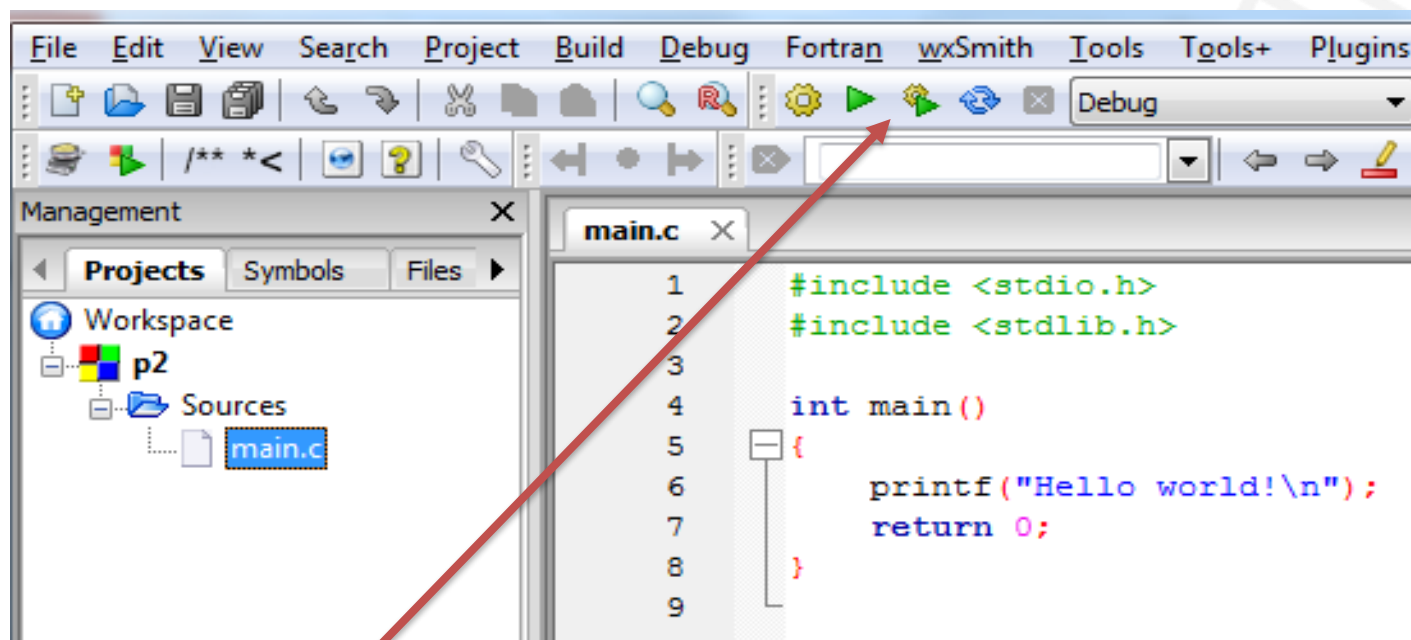 File Edit View Search Project Build Debug Fortran wxSmith Tools Tools+ Plugins
Debug
/** *<
Management
main.c
Projects Symbols Files
Workspace
p2
Sources
main.c
1 #include <stdio.h>
2 #include <stdlib.h>
3
4 int main()
5 {
6 printf("Hello world!\n");
7 return 0;
8 }
9